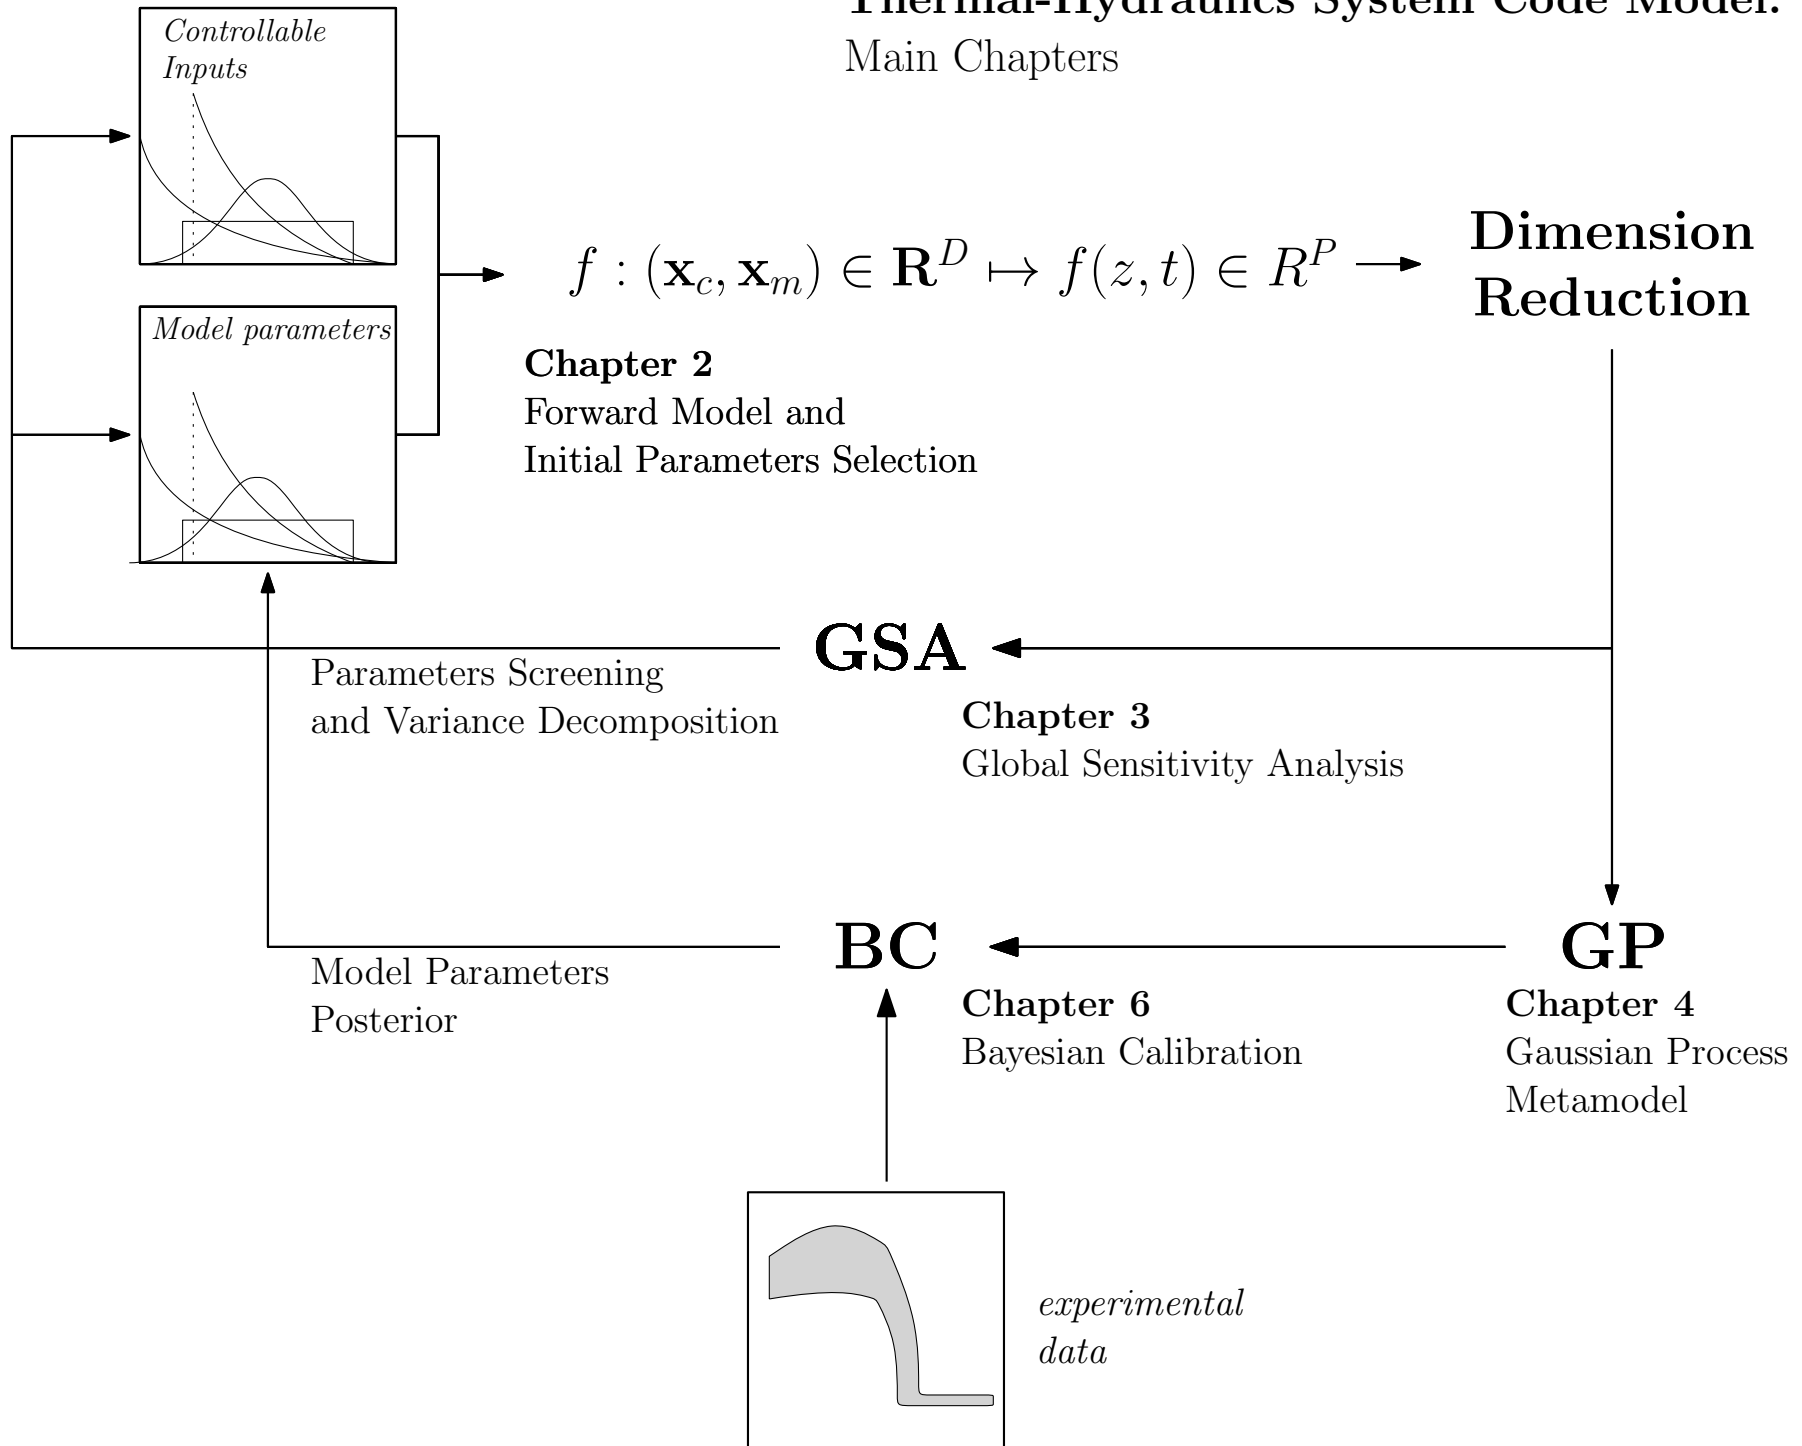 Thermal-Hydraulics System Code Model:
Main Chapters
Controllable
Inputs
f : (x_c, x_m) ∈ R^D ↦ f(z, t) ∈ R^P
Dimension
Reduction
Model parameters
Chapter 2
Forward Model and
Initial Parameters Selection
GSA
Parameters Screening
and Variance Decomposition
Chapter 3
Global Sensitivity Analysis
BC
GP
Model Parameters
Posterior
Chapter 6
Bayesian Calibration
Chapter 4
Gaussian Process
Metamodel
experimental
data